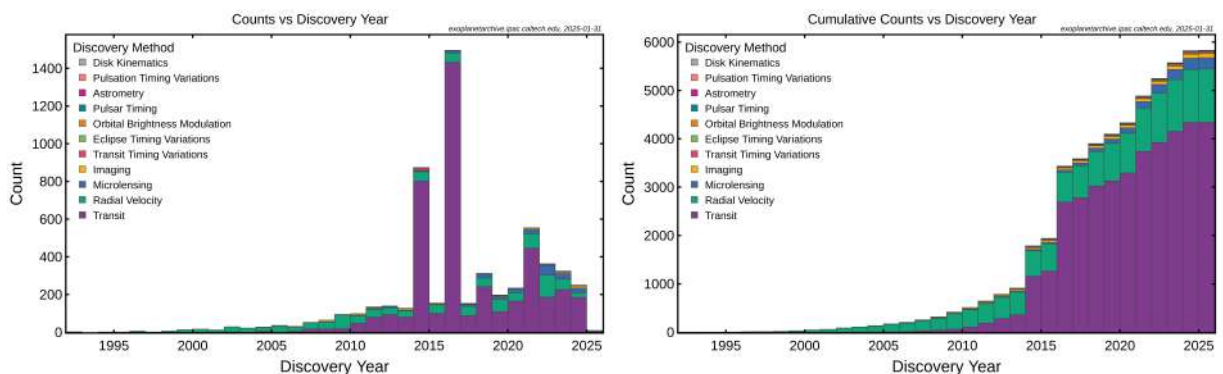 Counts vs Discovery Year
exoplanetarchive.ipac.caltech.edu, 2025-01-31
Discovery Method
Disk Kinematics
Pulsation Timing Variations
Astrometry
Pulsar Timing
Orbital Brightness Modulation
Eclipse Timing Variations
Transit Timing Variations
Imaging
Microlensing
Radial Velocity
Transit
Count
1400
1200
1000
800
600
400
200
0
1995 2000 2005 2010 2015 2020 2025
Discovery Year
Cumulative Counts vs Discovery Year
exoplanetarchive.ipac.caltech.edu, 2025-01-31
Discovery Method
Disk Kinematics
Pulsation Timing Variations
Astrometry
Pulsar Timing
Orbital Brightness Modulation
Eclipse Timing Variations
Transit Timing Variations
Imaging
Microlensing
Radial Velocity
Transit
Count
6000
5000
4000
3000
2000
1000
0
1995 2000 2005 2010 2015 2020 2025
Discovery Year